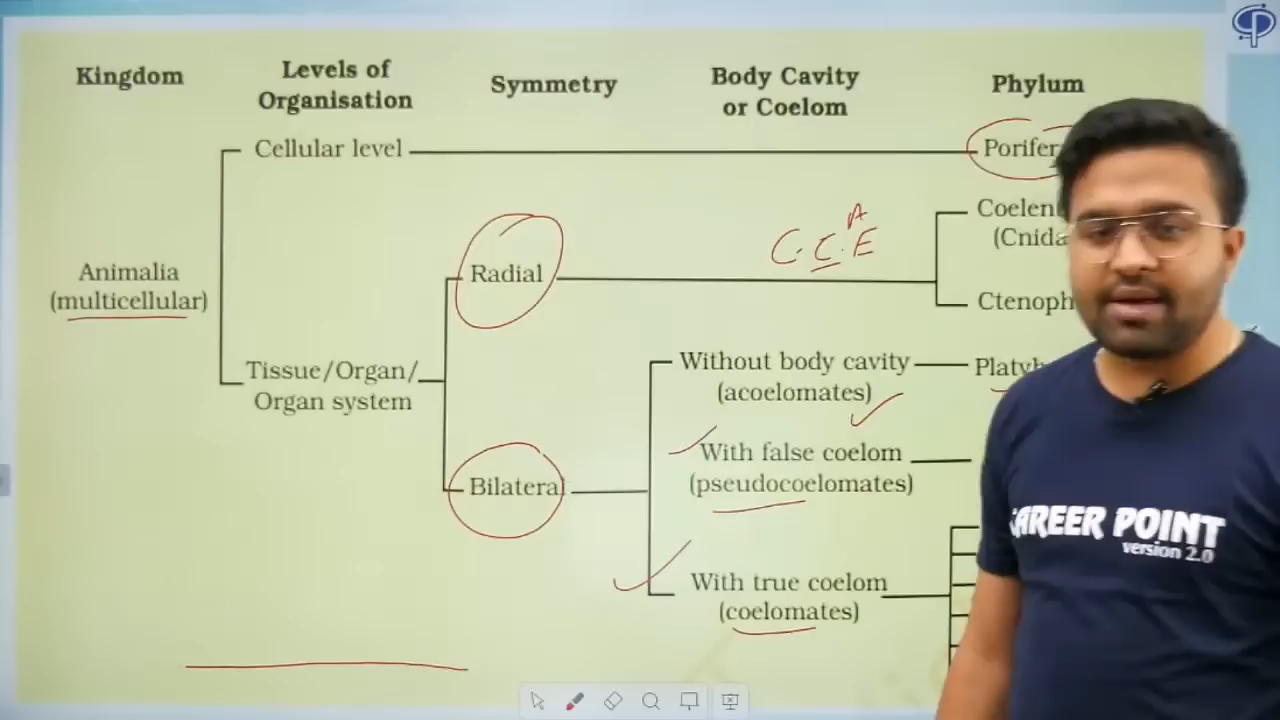 Kingdom
Levels of
Organisation
Symmetry
Body Cavity
or Coelom
Phylum
Cellular level
Porifer
C. C. E
A
Coelen
(Cnida
Radial
Animalia
(multicellular)
Ctenoph
Tissue/Organ/
Organ system
Without body cavity
(acoelomates)
Platyh
With false coelom
(pseudocoelomates)
Bilateral
With true coelom
(coelomates)
CAREER POINT
version 2.0